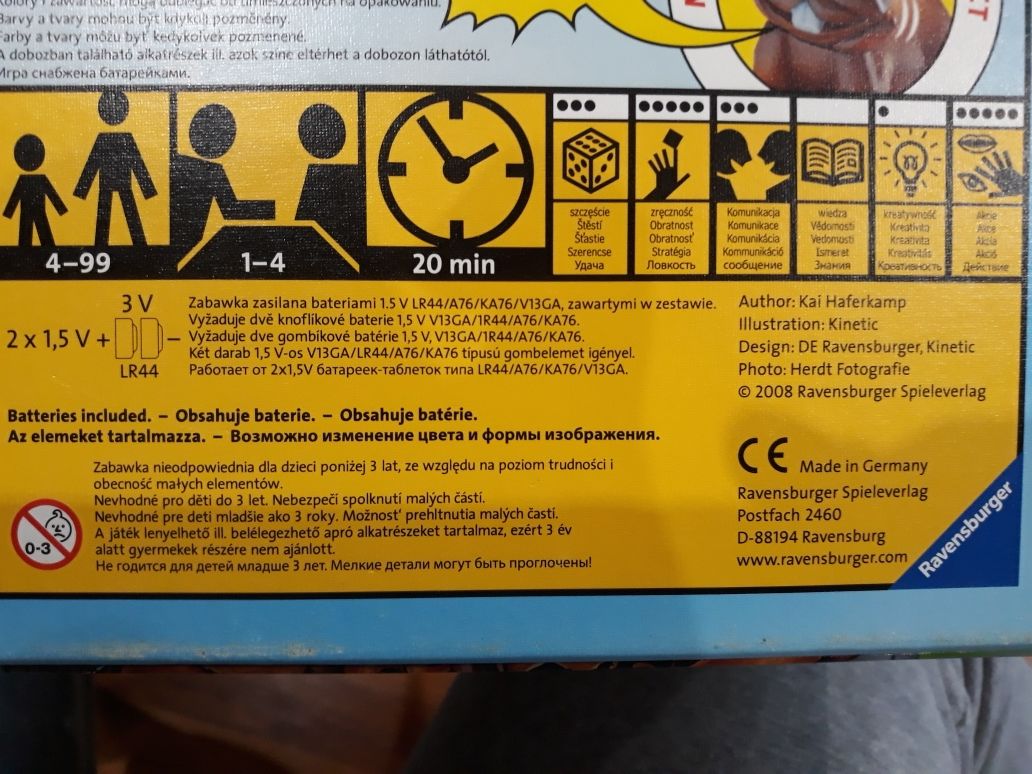 Kolory i zawartość mogą odbiegać od umieszczonych na opakowaniu.
Barvy a tvary mohou být kdykoli pozměněny.
Farby a tvary môžu byť kedykoľvek pozmenené.
A dobozban található alkatrészek ill. azok színe eltérhet a dobozon láthatótól.
Игра снабжена батарейками.
4–99
1–4
20 min
szczęście
Štěstí
Šťastie
Szerencse
Удача
zręczność
Obratnost
Obratnosť
Stratégia
Ловкость
Komunikacja
Komunikace
Komunikácia
Kommunikáció
сообщение
wiedza
Vědomosti
Vedomosti
Ismeret
Знания
kreatywność
Kreativita
Kreativita
Kreativitás
Креативность
Akcje
Akce
Akcia
Akció
Действие
3 V
2 x 1,5 V +
–
LR44
Zabawka zasilana bateriami 1.5 V LR44/A76/KA76/V13GA, zawartymi w zestawie.
Vyžaduje dvě knoflíkové baterie 1,5 V V13GA/1R44/A76/KA76.
Vyžaduje dve gombíkové batérie 1,5 V, V13GA/1R44/A76/KA76.
Két darab 1,5 V-os V13GA/LR44/A76/KA76 típusú gombelemet igényel.
Работает от 2x1,5V батареек-таблеток типа LR44/A76/KA76/V13GA.
Batteries included. – Obsahuje baterie. – Obsahuje batérie.
Az elemeket tartalmazza. – Возможно изменение цвета и формы изображения.
Zabawka nieodpowiednia dla dzieci poniżej 3 lat, ze względu na poziom trudności i
obecność małych elementów.
Nevhodné pro děti do 3 let. Nebezpečí spolknutí malých částí.
Nevhodné pre deti mladšie ako 3 roky. Možnosť prehltnutia malých častí.
A játék lenyelhető ill. belélegezhető apró alkatrészeket tartalmaz, ezért 3 év
alatt gyermekek részére nem ajánlott.
Не годится для детей младше 3 лет. Мелкие детали могут быть проглочены!
0-3
Author: Kai Haferkamp
Illustration: Kinetic
Design: DE Ravensburger, Kinetic
Photo: Herdt Fotografie
© 2008 Ravensburger Spieleverlag
CE Made in Germany
Ravensburger Spieleverlag
Postfach 2460
D-88194 Ravensburg
www.ravensburger.com
Ravensburger